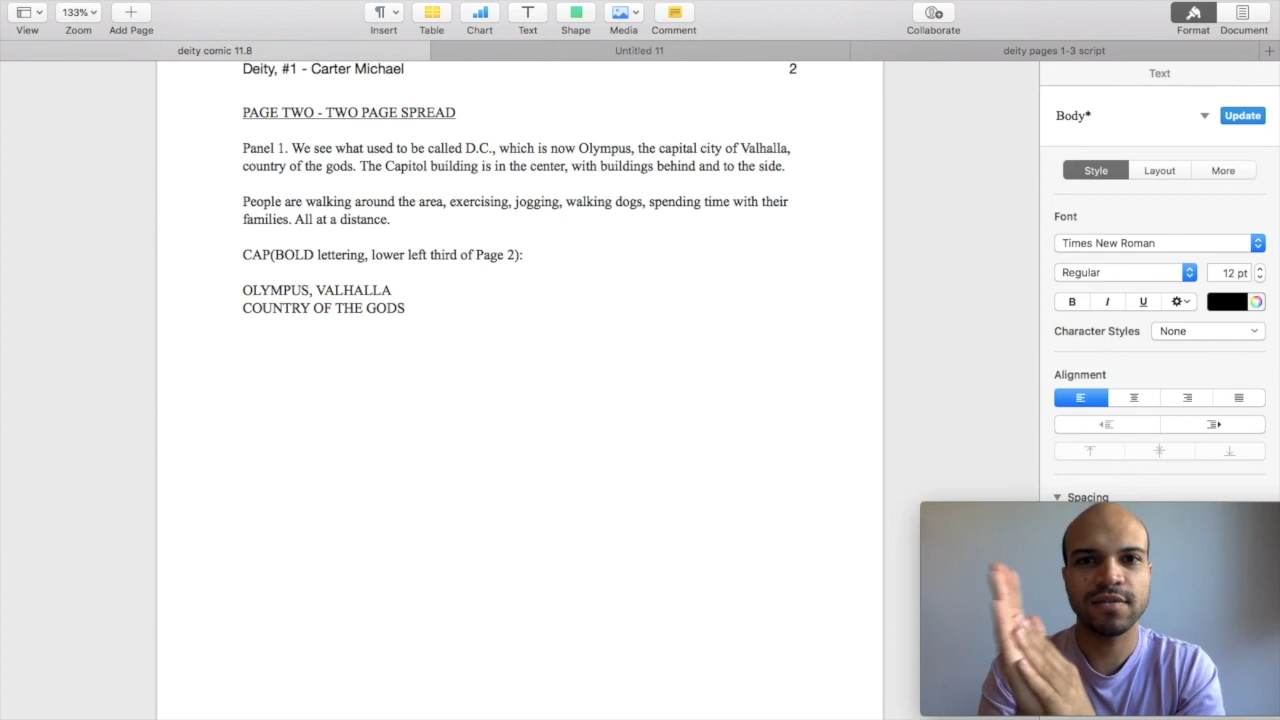 133%
View
Zoom
Add Page
Insert
Table
Chart
Text
Shape
Media
Comment
Collaborate
Format
Document
deity comic 11.8
Untitled 11
deity pages 1-3 script
Deity, #1 - Carter Michael
2
PAGE TWO - TWO PAGE SPREAD
Panel 1. We see what used to be called D.C., which is now Olympus, the capital city of Valhalla,
country of the gods. The Capitol building is in the center, with buildings behind and to the side.
People are walking around the area, exercising, jogging, walking dogs, spending time with their
families. All at a distance.
CAP(BOLD lettering, lower left third of Page 2):
OLYMPUS, VALHALLA
COUNTRY OF THE GODS
Text
Body*
Update
Style
Layout
More
Font
Times New Roman
Regular
12 pt
B
I
U
Character Styles
None
Alignment
Spacing